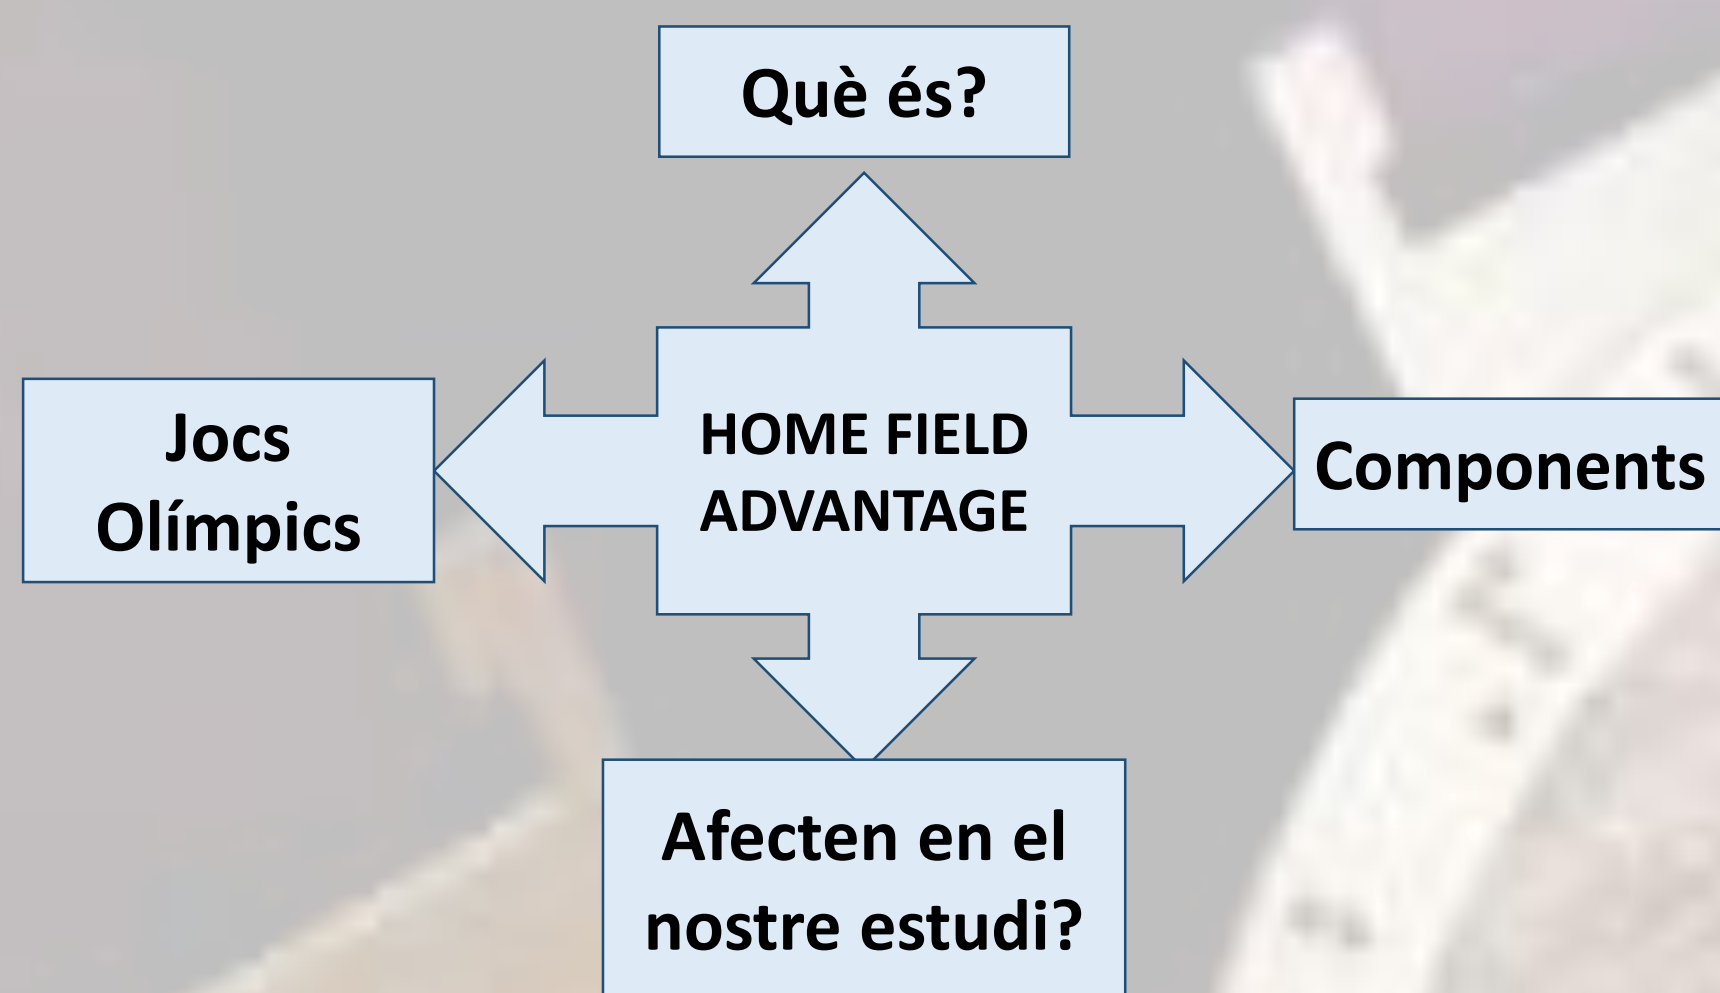 Què és?
Jocs
Olímpics
HOME FIELD
ADVANTAGE
Components
Afecten en el
nostre estudi?